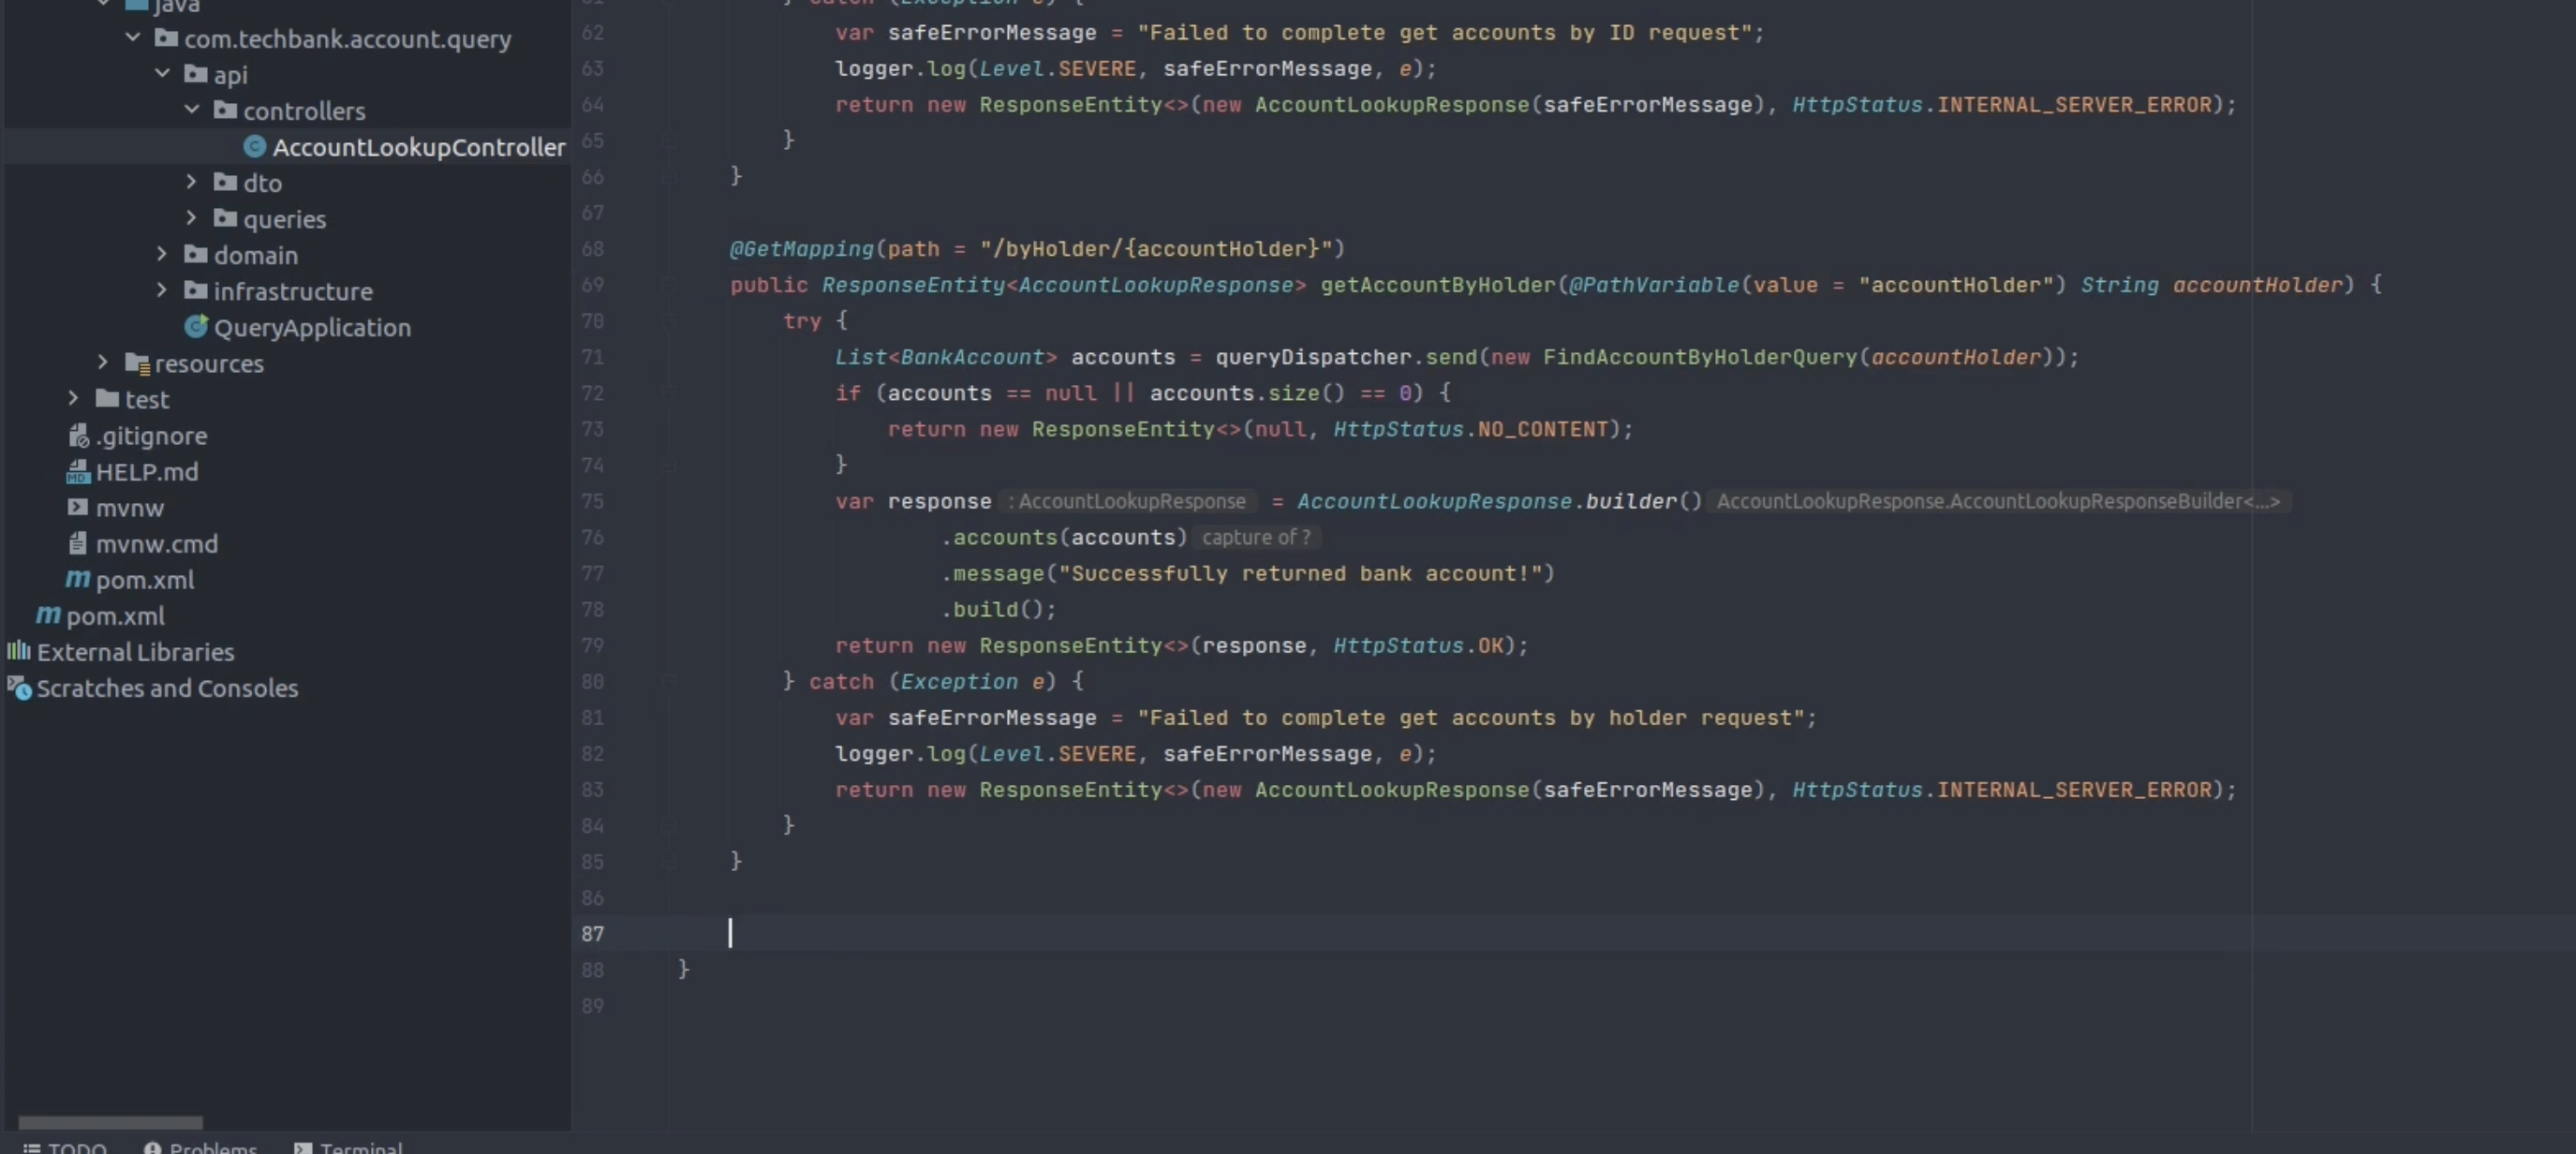 java
com.techbank.account.query
api
controllers
AccountLookupController
dto
queries
domain
infrastructure
QueryApplication
resources
test
.gitignore
HELP.md
mvnw
mvnw.cmd
pom.xml
pom.xml
External Libraries
Scratches and Consoles
61 } catch (Exception e) {
62 var safeErrorMessage = "Failed to complete get accounts by ID request";
63 logger.log(Level.SEVERE, safeErrorMessage, e);
64 return new ResponseEntity<>(new AccountLookupResponse(safeErrorMessage), HttpStatus.INTERNAL_SERVER_ERROR);
65 }
66 }
67
68 @GetMapping(path = "/byHolder/{accountHolder}")
69 public ResponseEntity<AccountLookupResponse> getAccountByHolder(@PathVariable(value = "accountHolder") String accountHolder) {
70 try {
71 List<BankAccount> accounts = queryDispatcher.send(new FindAccountByHolderQuery(accountHolder));
72 if (accounts == null || accounts.size() == 0) {
73 return new ResponseEntity<>(null, HttpStatus.NO_CONTENT);
74 }
75 var response : AccountLookupResponse = AccountLookupResponse.builder() AccountLookupResponse.AccountLookupResponseBuilder<...>
76 .accounts(accounts) capture of ?
77 .message("Successfully returned bank account!")
78 .build();
79 return new ResponseEntity<>(response, HttpStatus.OK);
80 } catch (Exception e) {
81 var safeErrorMessage = "Failed to complete get accounts by holder request";
82 logger.log(Level.SEVERE, safeErrorMessage, e);
83 return new ResponseEntity<>(new AccountLookupResponse(safeErrorMessage), HttpStatus.INTERNAL_SERVER_ERROR);
84 }
85 }
86
87
88 }
89
TODO Problems Terminal